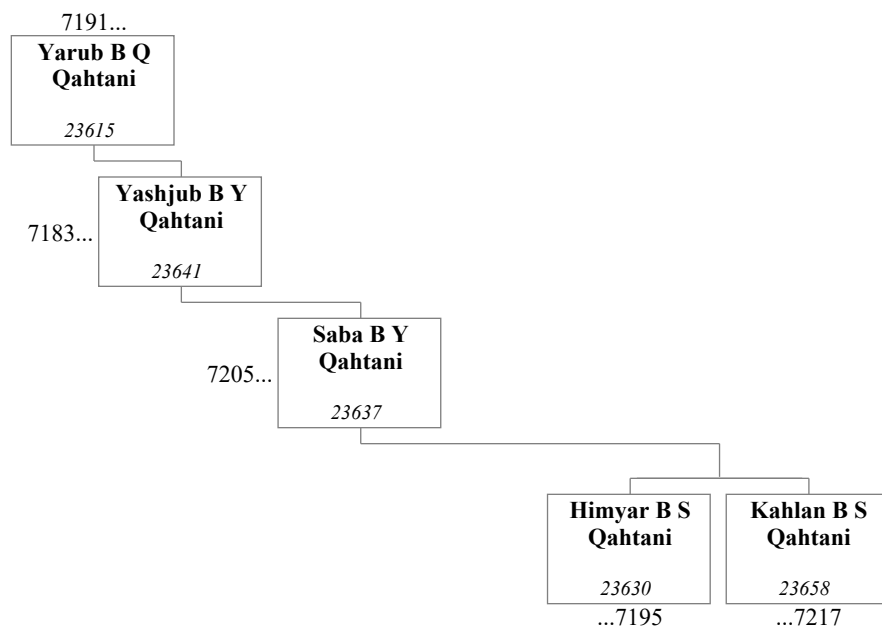 7191...
Yarub B Q
Qahtani
23615
Yashjub B Y
Qahtani
7183...
23641
Saba B Y
Qahtani
7205...
23637
Himyar B S
Qahtani
23630
...7195
Kahlan B S
Qahtani
23658
...7217